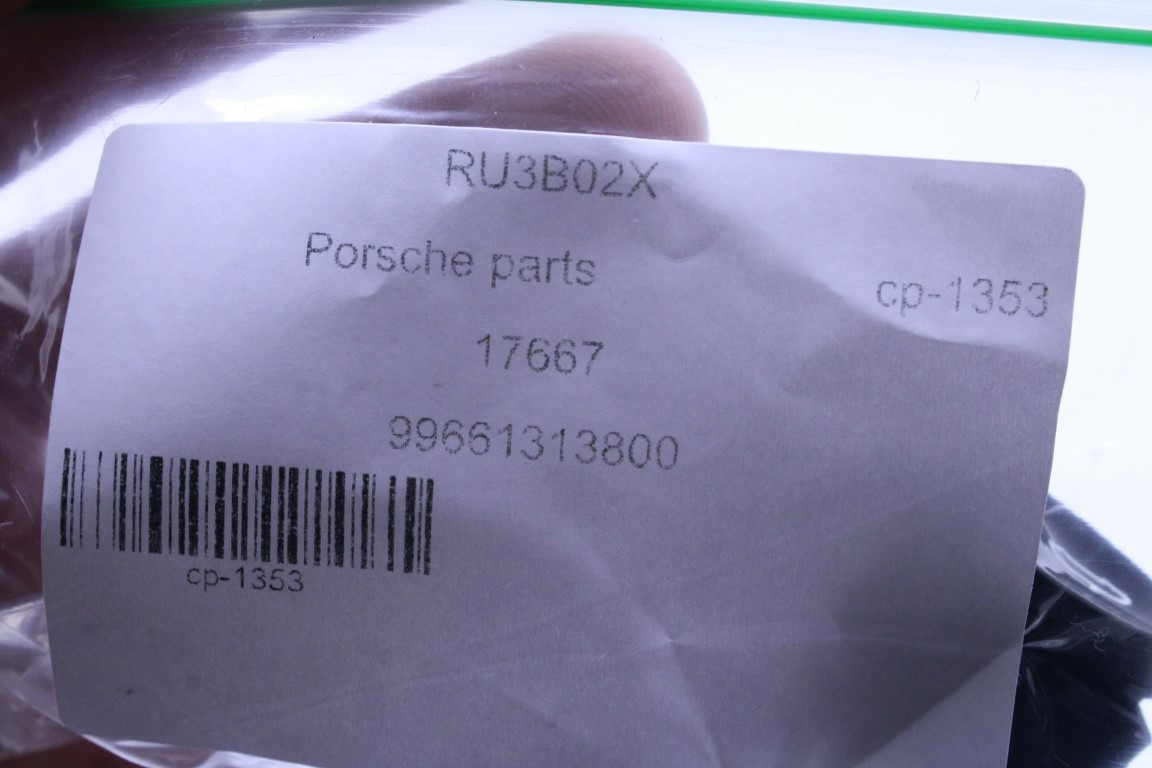 RU3B02X
Porsche parts
cp-1353
17667
99661313800
cp-1353